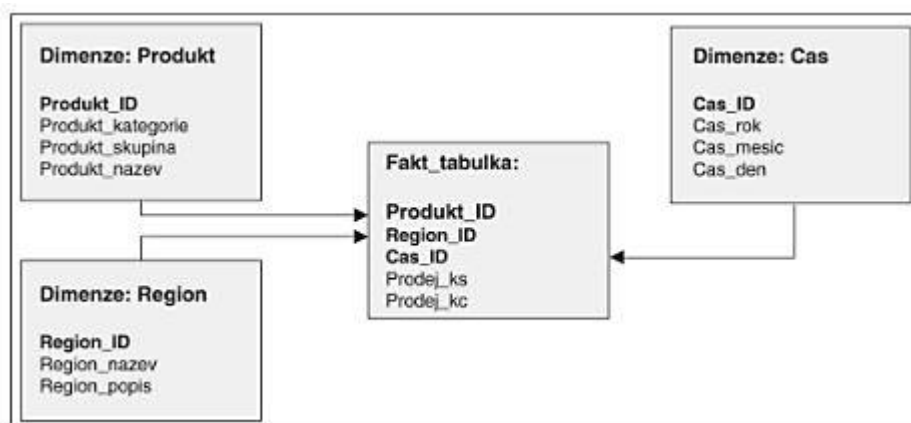 Dimenze: Produkt
Produkt_ID
Produkt_kategorie
Produkt_skupina
Produkt_nazev
Dimenze: Region
Region_ID
Region_nazev
Region_popis
Fakt_tabulka:
Produkt_ID
Region_ID
Cas_ID
Prodej_ks
Prodej_kc
Dimenze: Cas
Cas_ID
Cas_rok
Cas_mesic
Cas_den